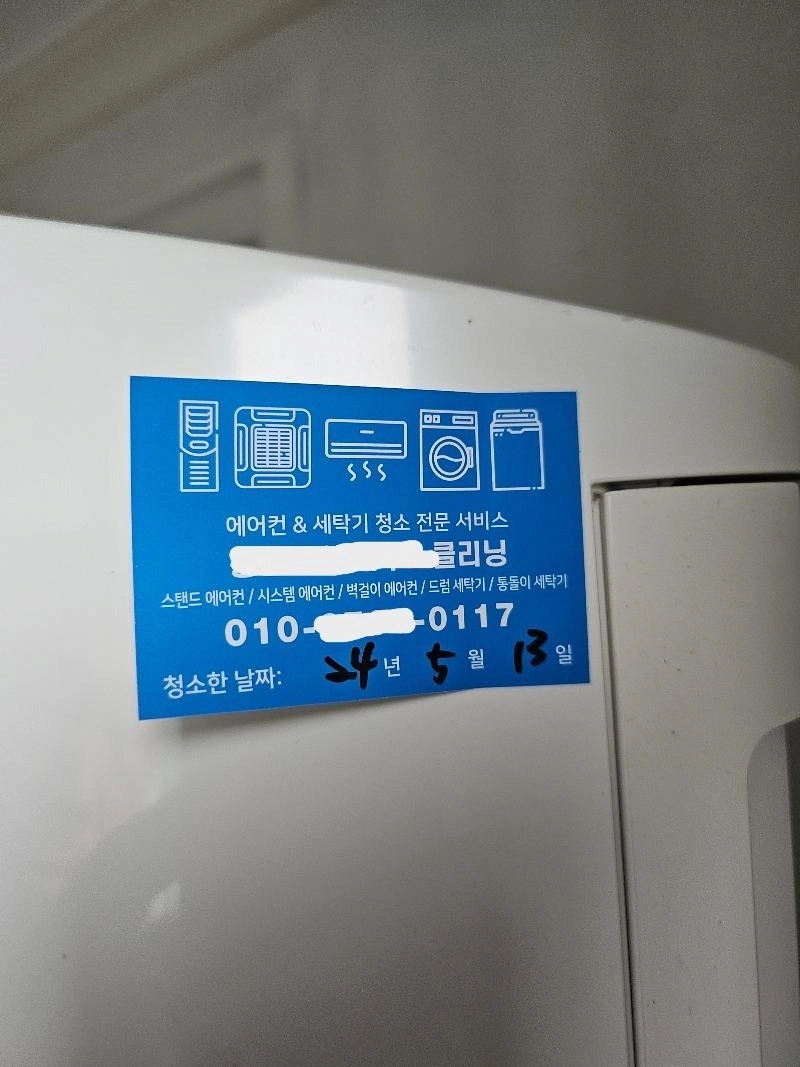 에어컨 & 세탁기 청소 전문 서비스
클리닝
스탠드 에어컨 / 시스템 에어컨 / 벽걸이 에어컨 / 드럼 세탁기 / 통돌이 세탁기
010- -0117
청소한 날짜: 24년 5월 13일